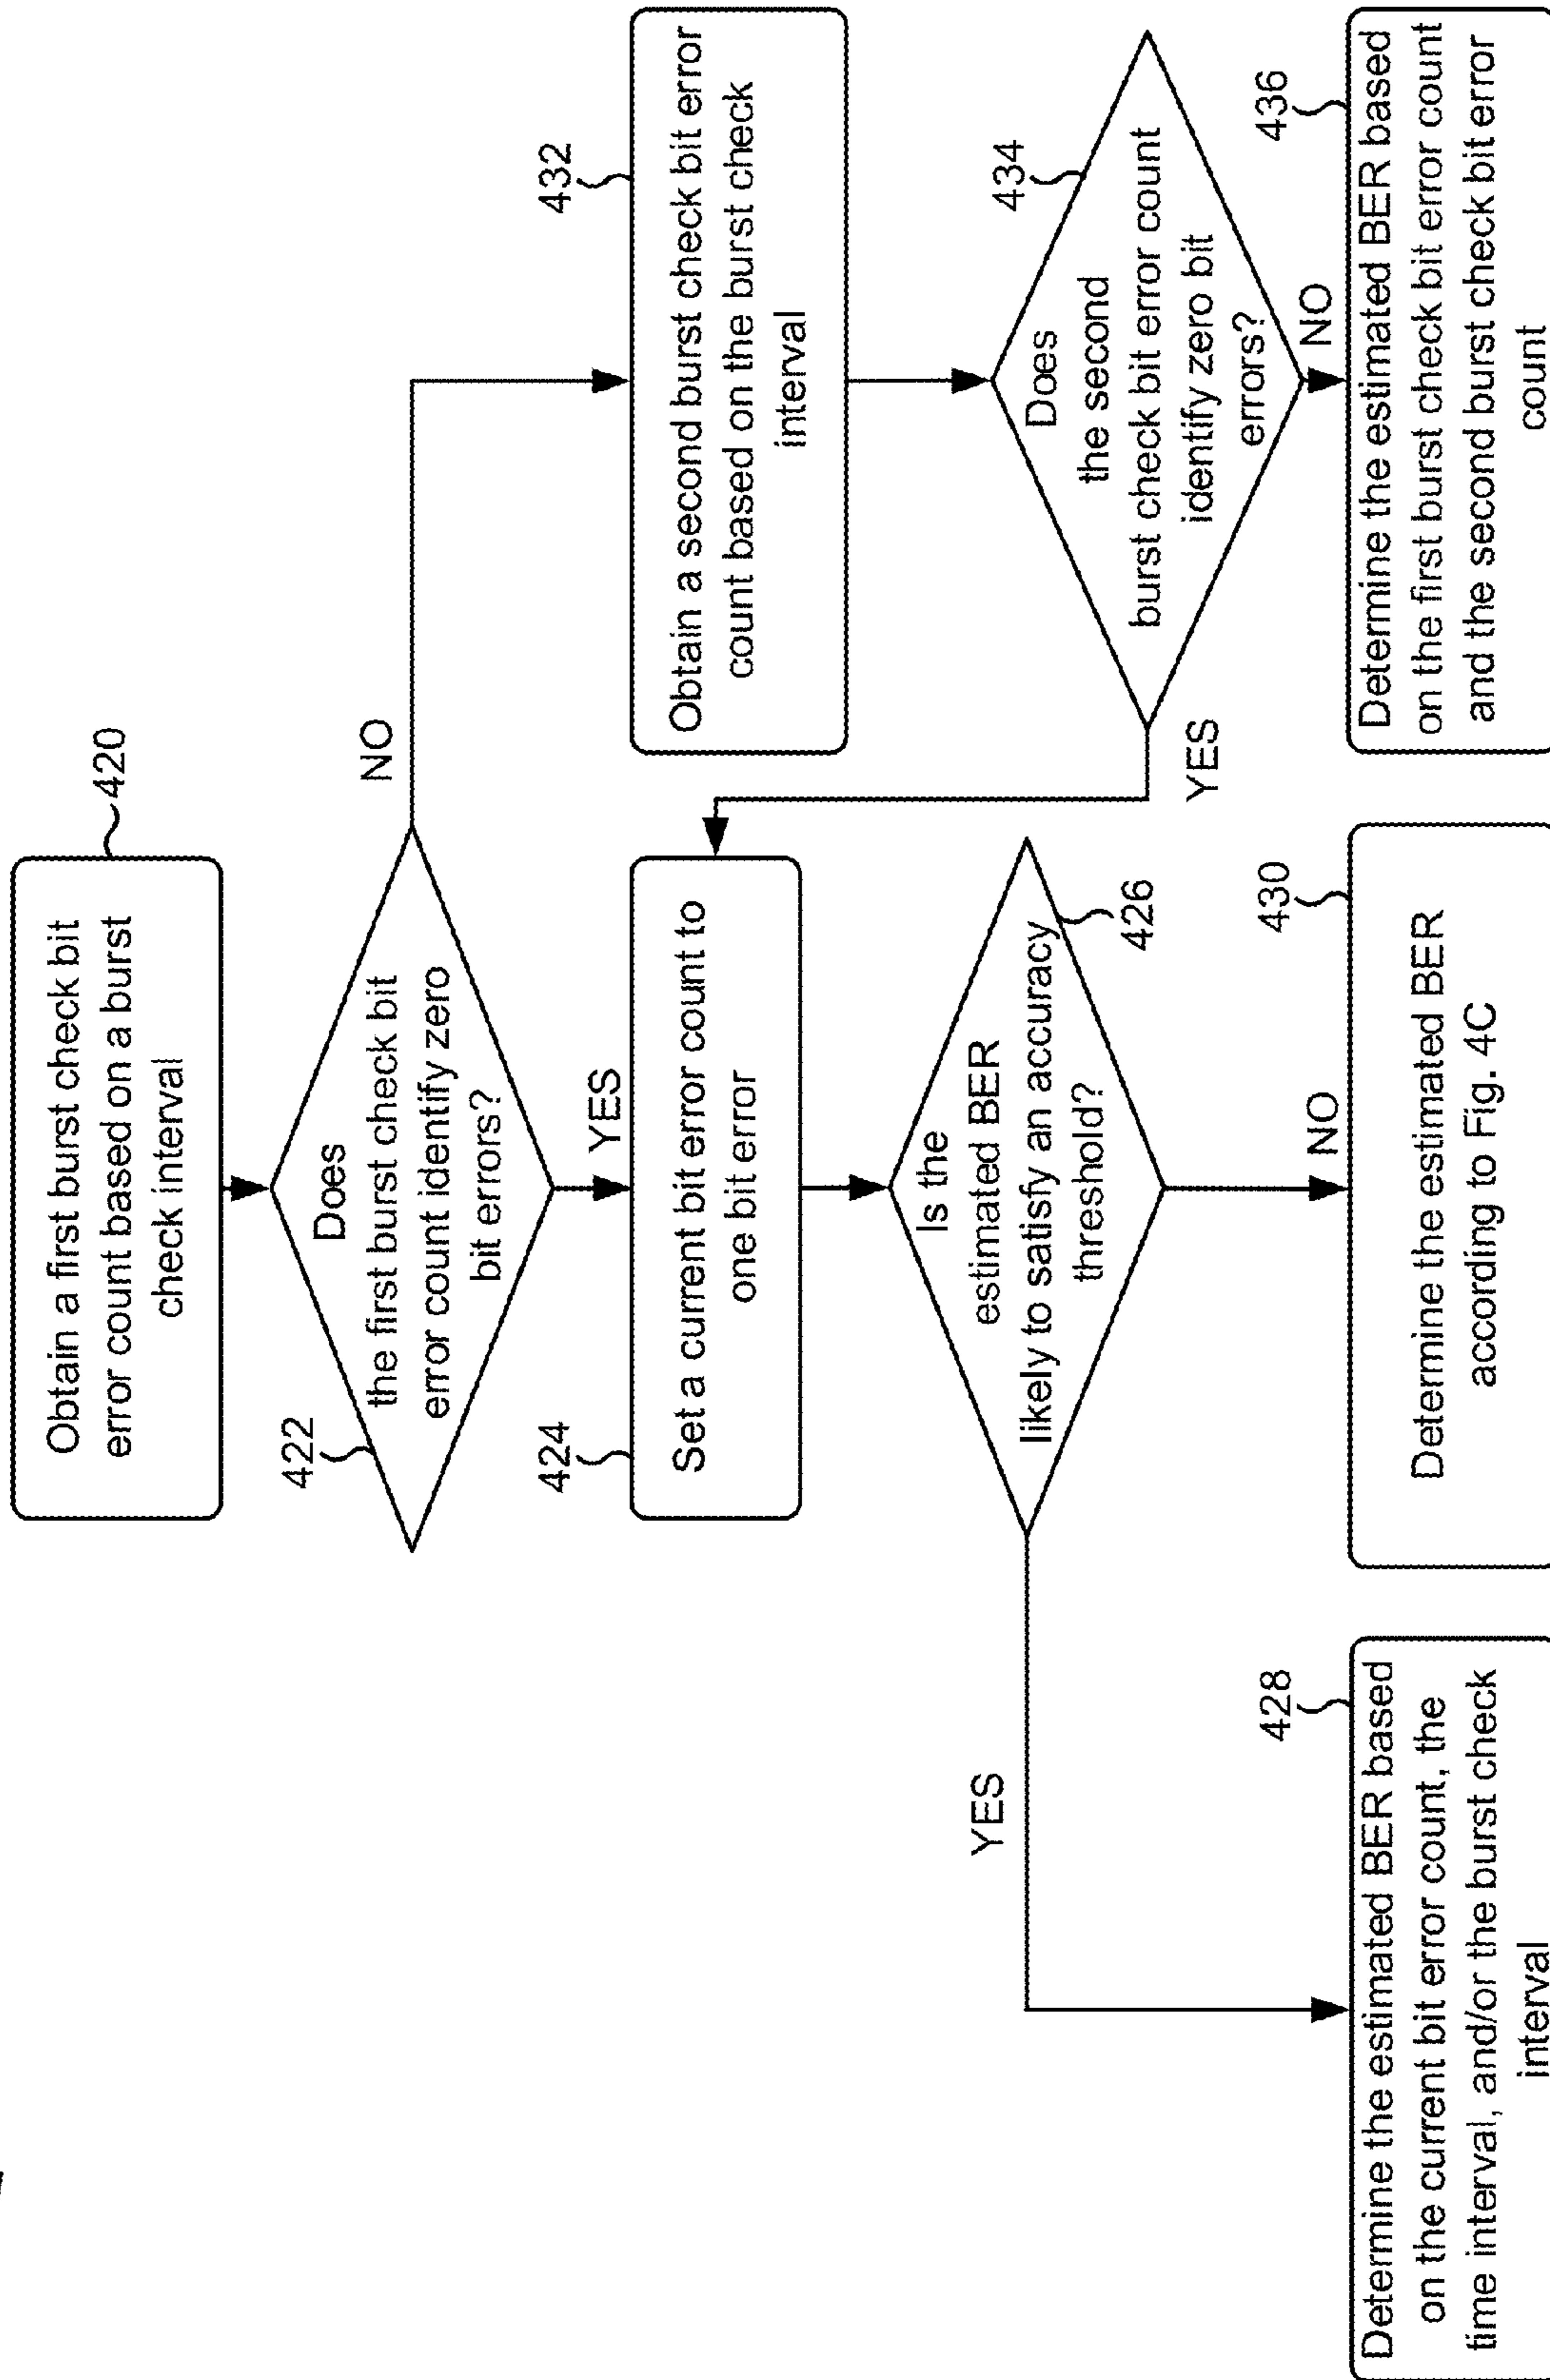 Obtain a first burst check bit
error count based on a burst
check interval
420
422
Does
the first burst check bit
error count identify zero
bit errors?
NO
YES
424
Set a current bit error count to
one bit error
432
Obtain a second burst check bit error
count based on the burst check
interval
Is the
estimated BER
likely to satisfy an accuracy
threshold?
426
434
Does
the second
burst check bit error count
identify zero bit
errors?
YES
YES
NO
NO
428
Determine the estimated BER based
on the current bit error count, the
time interval, and/or the burst check
interval
430
Determine the estimated BER
according to Fig. 4C
436
Determine the estimated BER based
on the first burst check bit error count
and the second burst check bit error
count